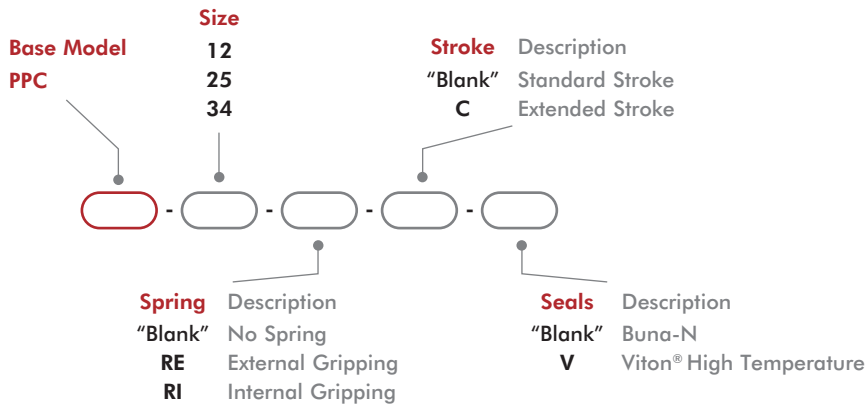 Size
Base Model
PPC
12
25
34
Stroke Description
“Blank” Standard Stroke
C Extended Stroke
- - - -
Spring Description
“Blank” No Spring
RE External Gripping
RI Internal Gripping
Seals Description
“Blank” Buna-N
V Viton® High Temperature